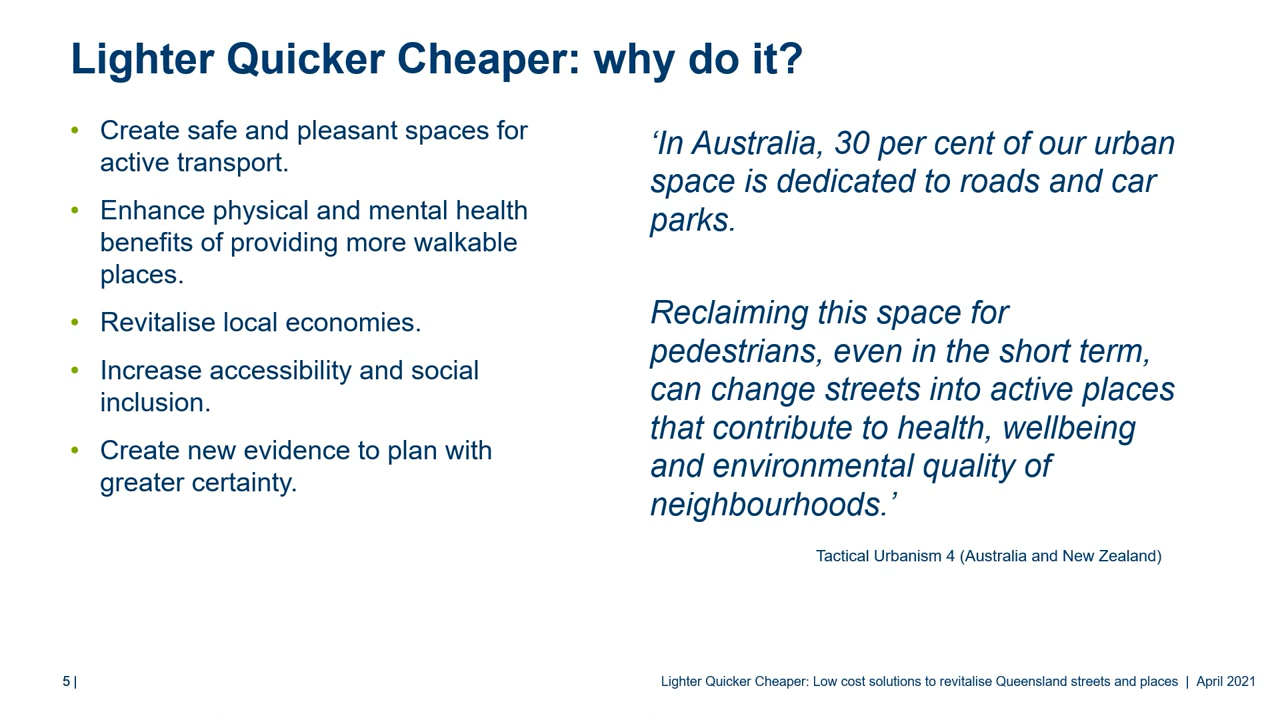 Lighter Quicker Cheaper: why do it?
• Create safe and pleasant spaces for
active transport.
• Enhance physical and mental health
benefits of providing more walkable
places.
• Revitalise local economies.
• Increase accessibility and social
inclusion.
• Create new evidence to plan with
greater certainty.
‘In Australia, 30 per cent of our urban
space is dedicated to roads and car
parks.
Reclaiming this space for
pedestrians, even in the short term,
can change streets into active places
that contribute to health, wellbeing
and environmental quality of
neighbourhoods.’
Tactical Urbanism 4 (Australia and New Zealand)
5 |
Lighter Quicker Cheaper: Low cost solutions to revitalise Queensland streets and places | April 2021